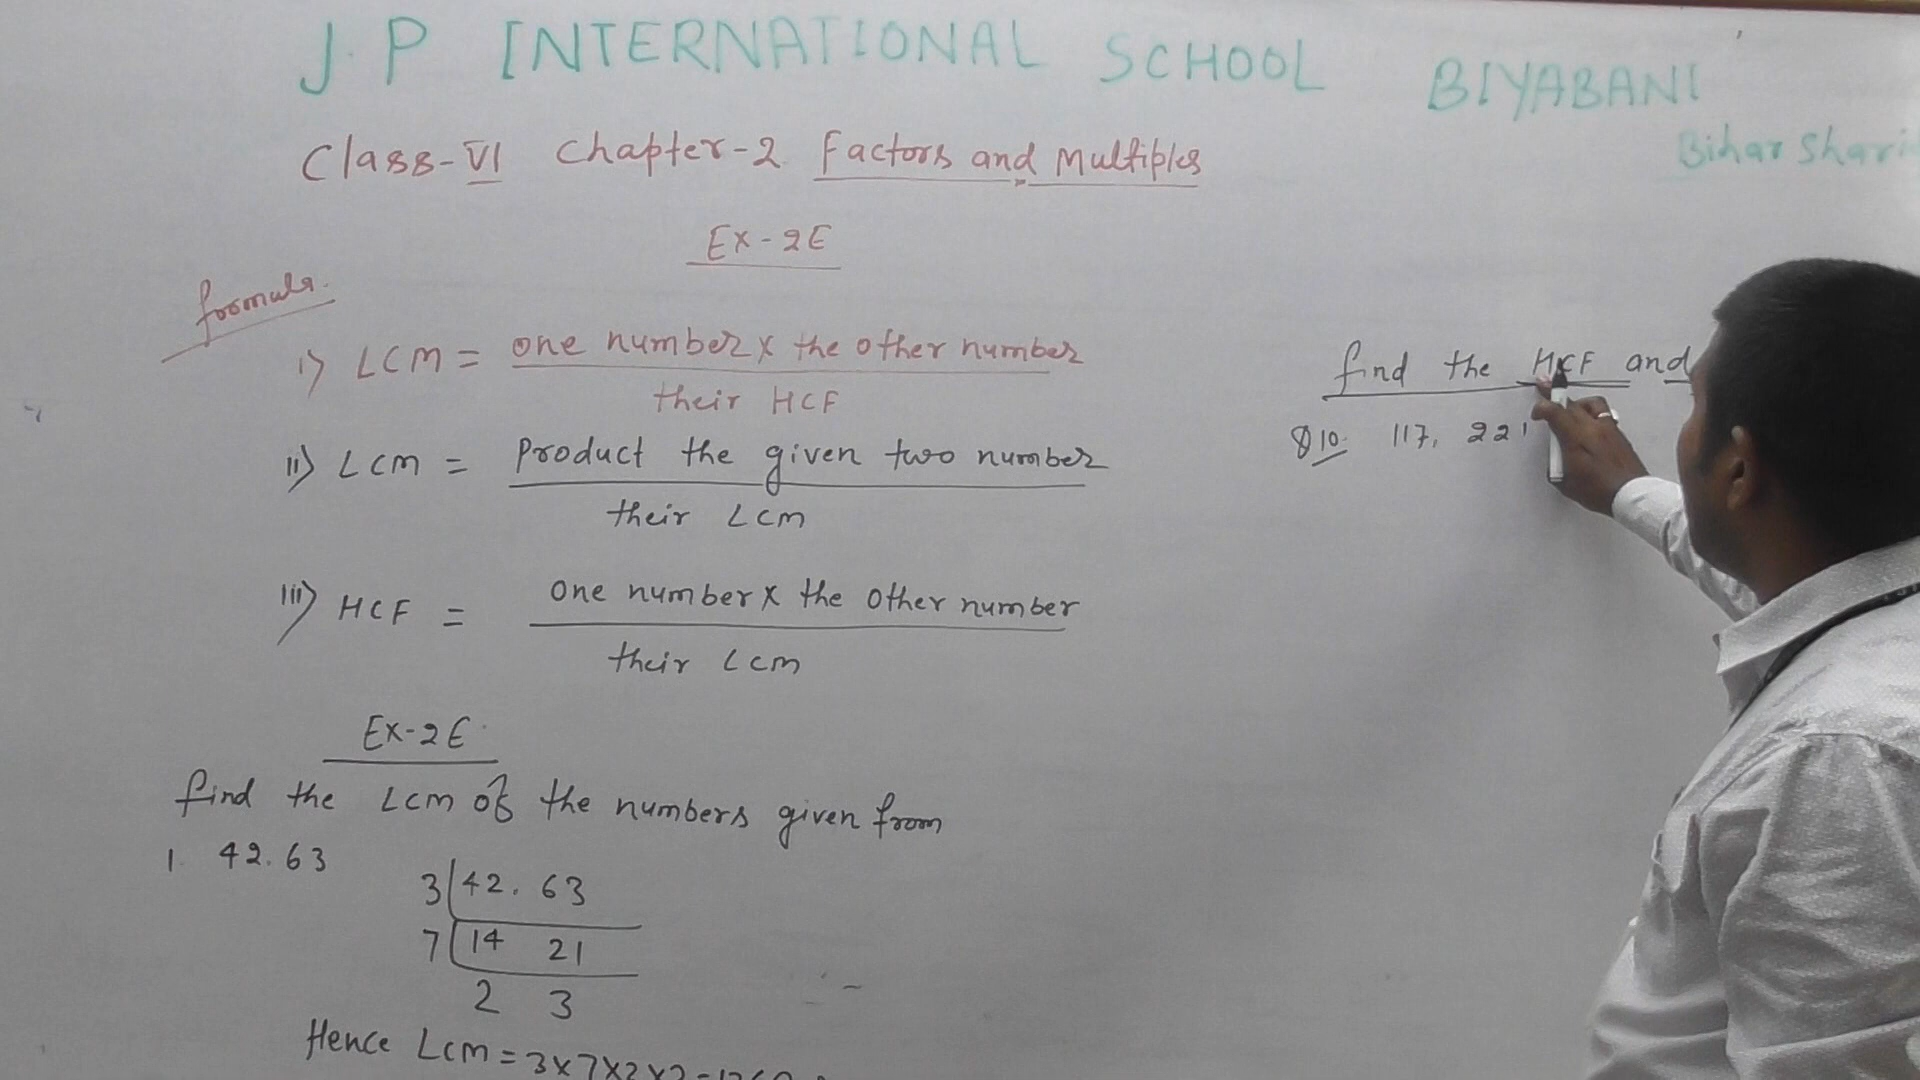 J.P INTERNATIONAL SCHOOL BIYABANI
Bihar Shari
Class-VI Chapter-2 Factors and Multiples
Ex-2E
formula.
i) LCM = one number x the other number
their HCF
ii) LCM = Product the given two number
their LCM
iii) HCF = One number x the other number
their LCM
Ex-2E
find the LCM of the numbers given from
1. 42. 63
3 42. 63
7 14 21
2 3
Hence LCM = 3x7x2x3=126
find the HCF and
Q10. 117, 221